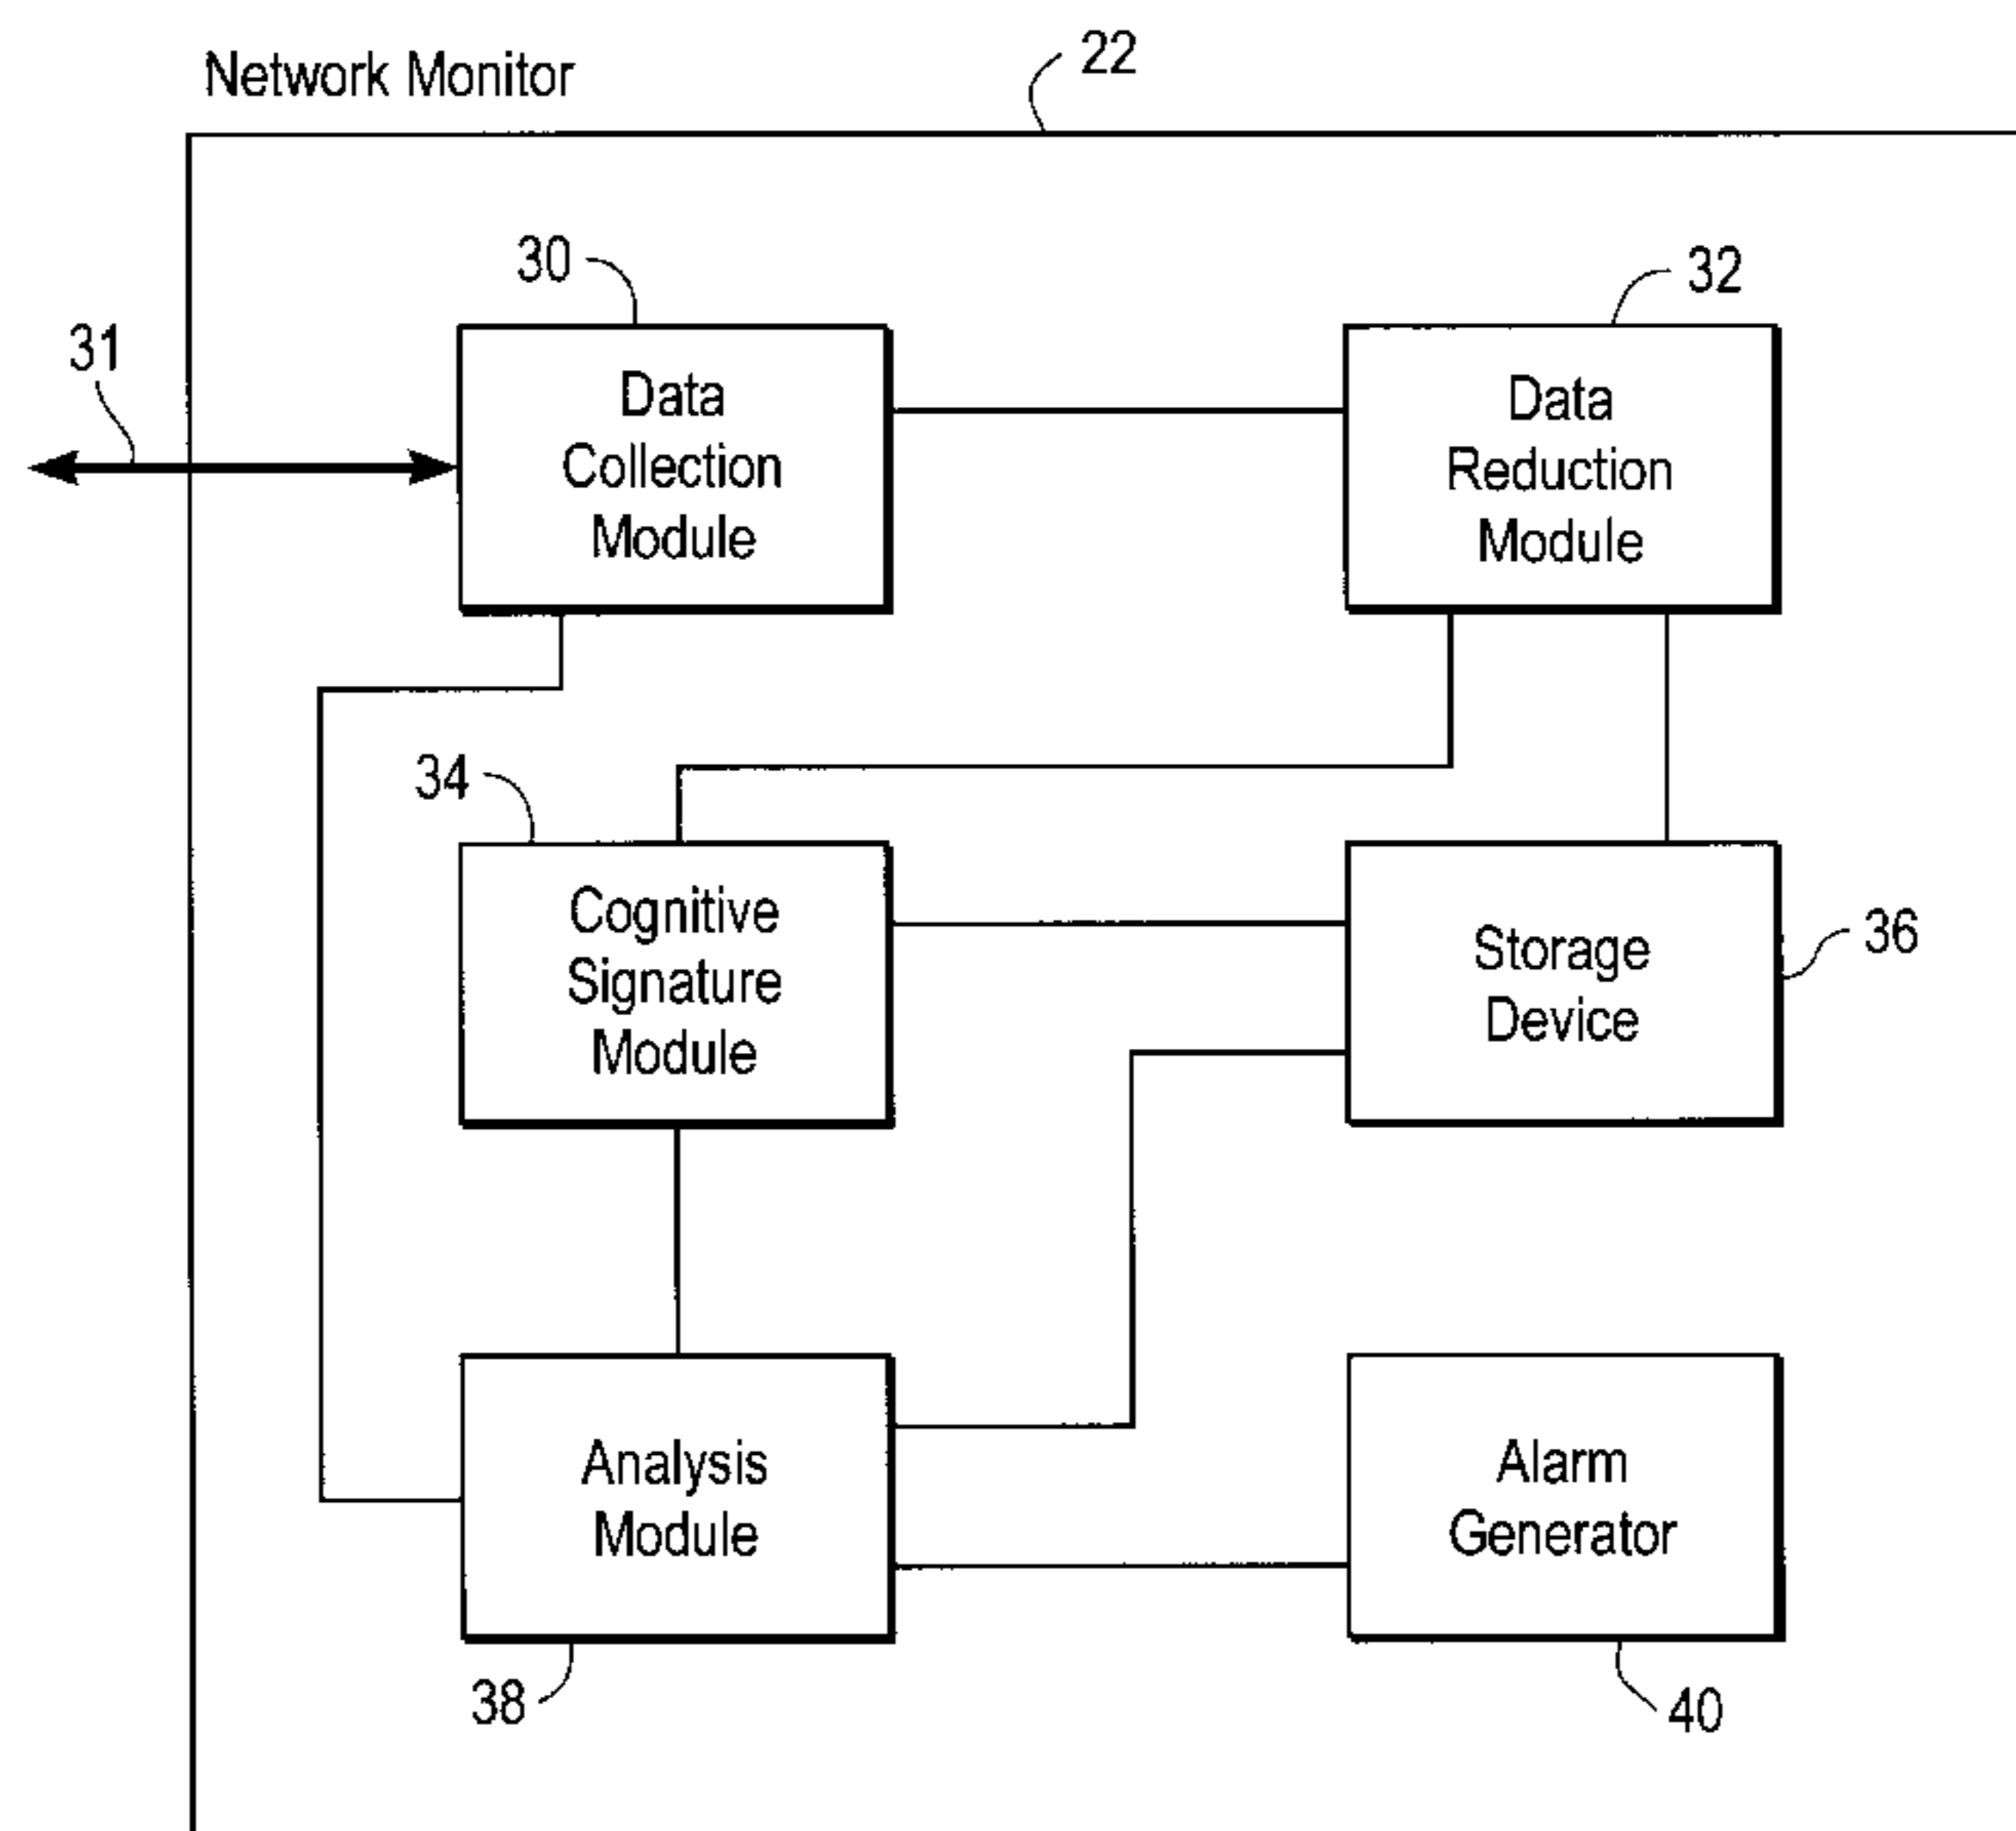 Network Monitor
22
30
32
31
Data
Collection
Module
Data
Reduction
Module
34
Cognitive
Signature
Module
Storage
Device
36
Analysis
Module
Alarm
Generator
38
40